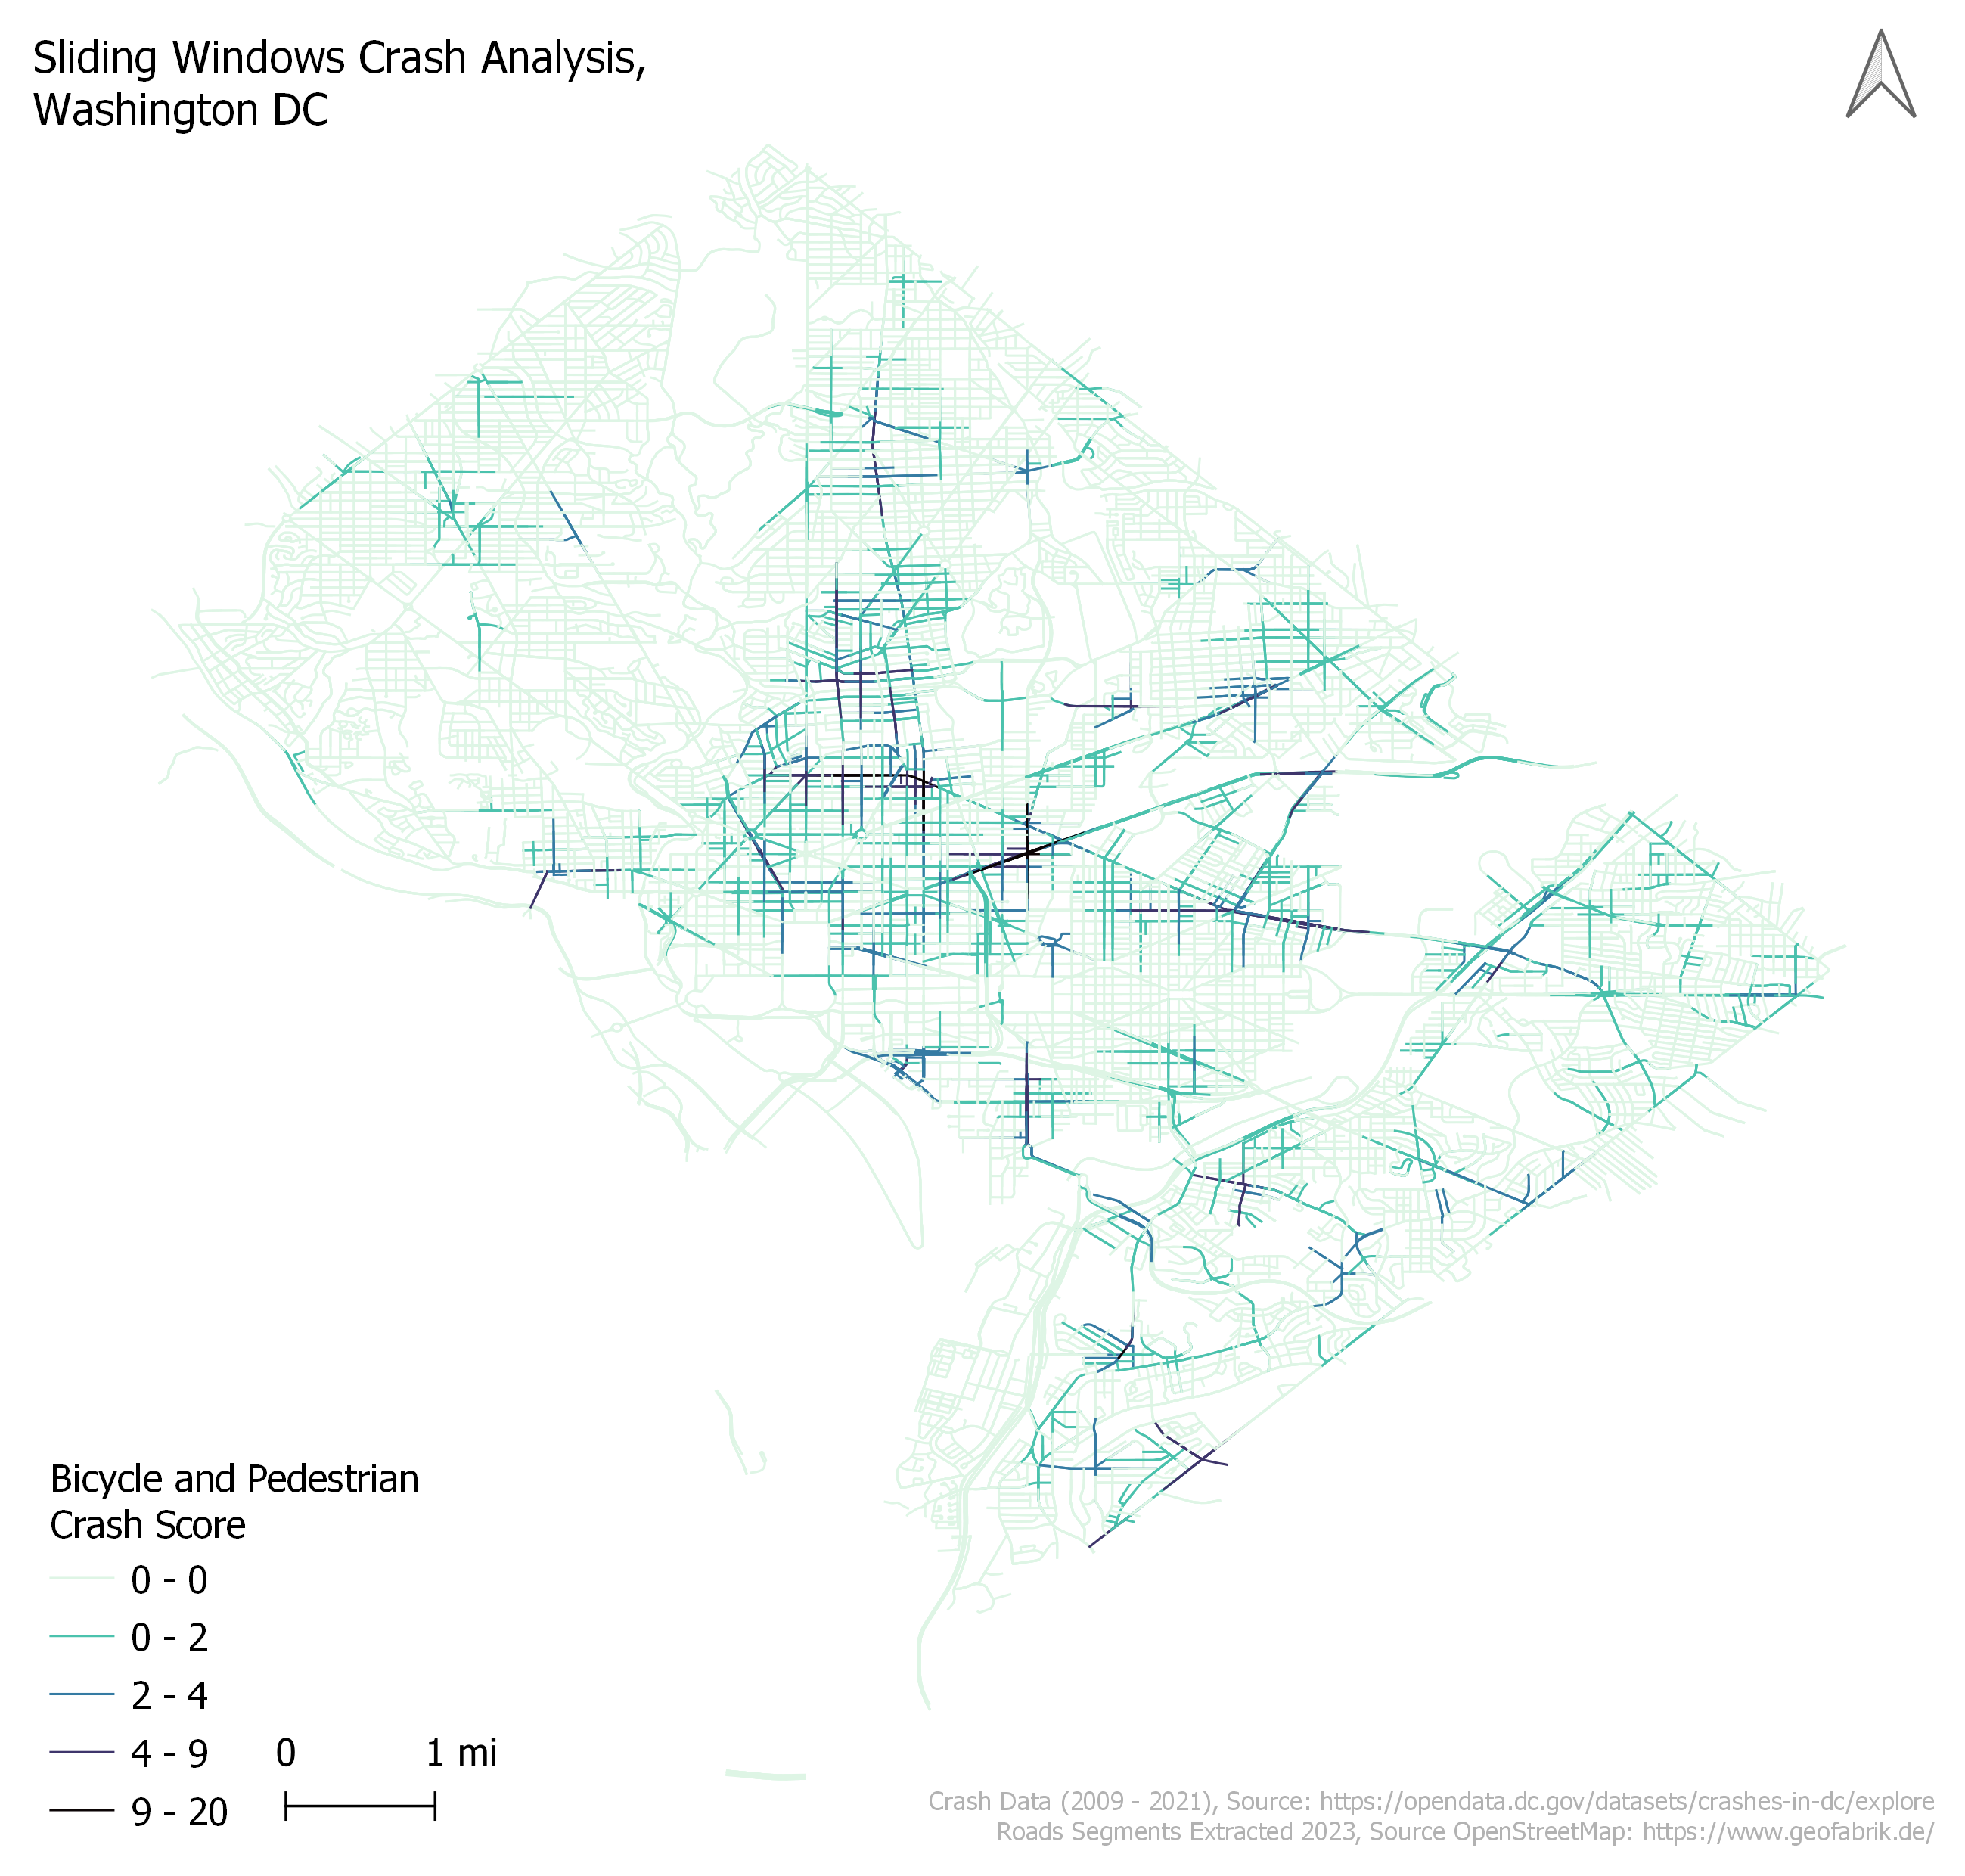 Sliding Windows Crash Analysis,
Washington DC
Bicycle and Pedestrian
Crash Score
0 - 0
0 - 2
2 - 4
4 - 9
9 - 20
0 1 mi
Crash Data (2009 - 2021), Source: https://opendata.dc.gov/datasets/crashes-in-dc/explore
Roads Segments Extracted 2023, Source OpenStreetMap: https://www.geofabrik.de/